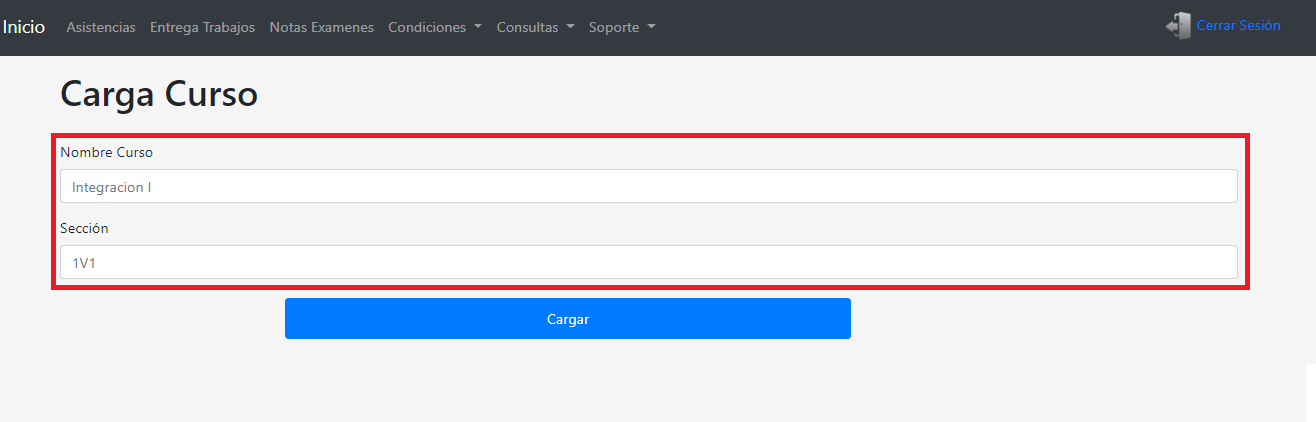 Inicio Asistencias Entrega Trabajos Notas Examenes Condiciones Consultas Soporte Cerrar Sesión
Carga Curso
Nombre Curso
Integracion I
Sección
1V1
Cargar